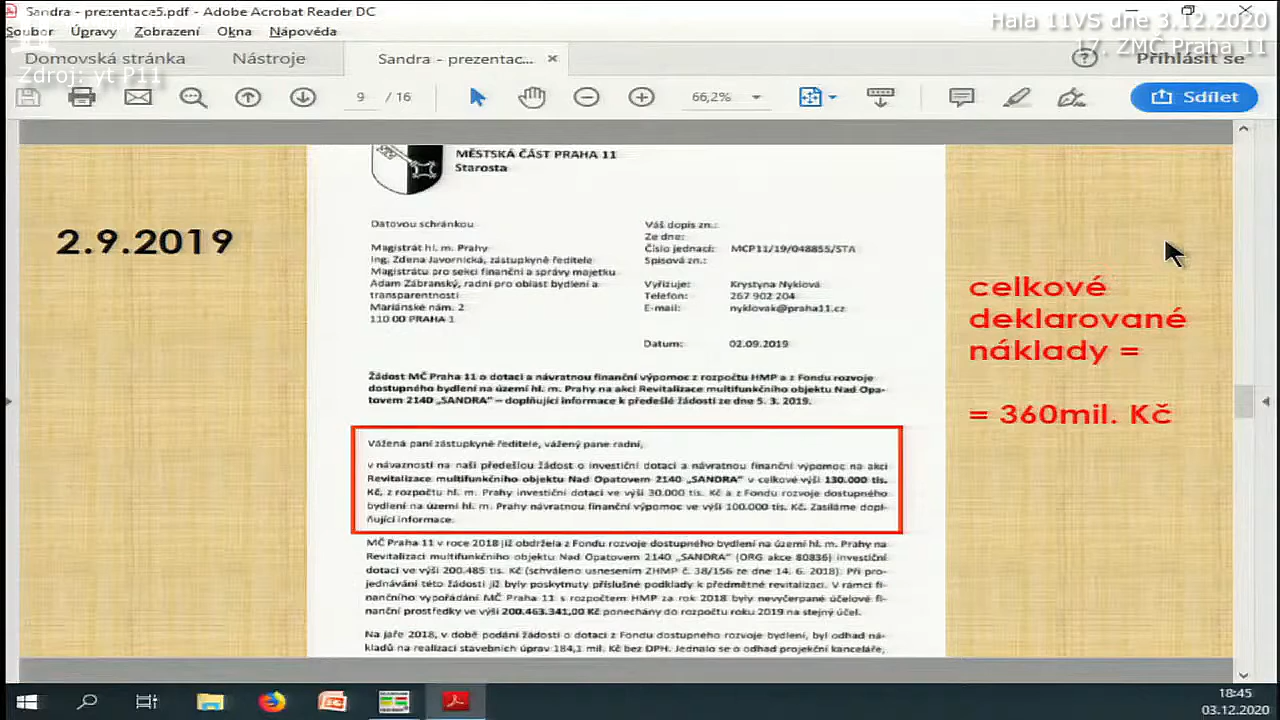 Sandra - prezentace5.pdf - Adobe Acrobat Reader DC
Soubor Úpravy Zobrazení Okna Nápověda
Hala 11VS dne 3.12.2020
17. ZMČ Praha 11
Zdroj: yt P11
Domovská stránka Nástroje Sandra - prezentac... × Přihlásit se
9 / 16 66,2% Sdílet
MĚSTSKÁ ČÁST PRAHA 11
Starosta
2.9.2019
Datovou schránkou
Magistrát hl. m. Prahy
Ing. Zdena Javornická, zástupkyně ředitele
Magistrátu pro sekci finanční a správy majetku
Adam Zábranský, radní pro oblast bydlení a
transparentnosti
Mariánské nám. 2
110 00 PRAHA 1
Váš dopis zn.:
Ze dne:
Číslo jednací: MCP11/19/048855/STA
Spisová zn.:
Vyřizuje: Krystyna Nyklová
Telefon: 267 902 204
E-mail: nyklovak@praha11.cz
Datum: 02.09.2019
celkové
deklarované
náklady =
= 360mil. Kč
Žádost MČ Praha 11 o dotaci a návratnou finanční výpomoc z rozpočtu HMP a z Fondu rozvoje
dostupného bydlení na území hl. m. Prahy na akci Revitalizace multifunkčního objektu Nad Opa-
tovem 2140 „SANDRA“ – doplňující informace k předešlé žádosti ze dne 5. 3. 2019.
Vážená paní zástupkyně ředitele, vážený pane radní,
v návaznosti na naši předešlou žádost o investiční dotaci a návratnou finanční výpomoc na akci
Revitalizace multifunkčního objektu Nad Opatovem 2140 „SANDRA“ v celkové výši 130.000 tis.
Kč, z rozpočtu hl. m. Prahy investiční dotaci ve výši 30.000 tis. Kč a z Fondu rozvoje dostupného
bydlení na území hl. m. Prahy návratnou finanční výpomoc ve výši 100.000 tis. Kč. Zasíláme dopl-
ňující informace.
MČ Praha 11 v roce 2018 již obdržela z Fondu rozvoje dostupného bydlení na území hl. m. Prahy na
Revitalizaci multifunkčního objektu Nad Opatovem 2140 „SANDRA“ (ORG akce 80836) investiční
dotaci ve výši 200.485 tis. Kč (schváleno usnesením ZHMP č. 38/156 ze dne 14. 6. 2018). Při pro-
jednávání této žádosti již byly poskytnuty příslušné podklady k předmětné revitalizaci. V rámci fi-
nančního vypořádání MČ Praha 11 s rozpočtem HMP za rok 2018 byly nevyčerpané účelové fi-
nanční prostředky ve výši 200.463.341,00 Kč ponechány do rozpočtu roku 2019 na stejný účel.
Na jaře 2018, v době podání žádosti o dotaci z Fondu dostupného rozvoje bydlení, byl odhad ná-
kladů na realizaci stavebních úprav 184,1 mil. Kč bez DPH. Jednalo se o odhad projekční kanceláře,
18:45
03.12.2020